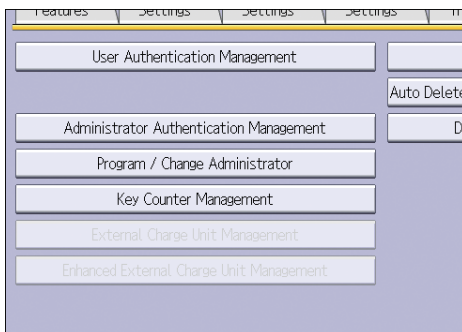 Features Settings Settings Settings
User Authentication Management
Auto Delete
Administrator Authentication Management
Program / Change Administrator
Key Counter Management
External Charge Unit Management
Enhanced External Charge Unit Management